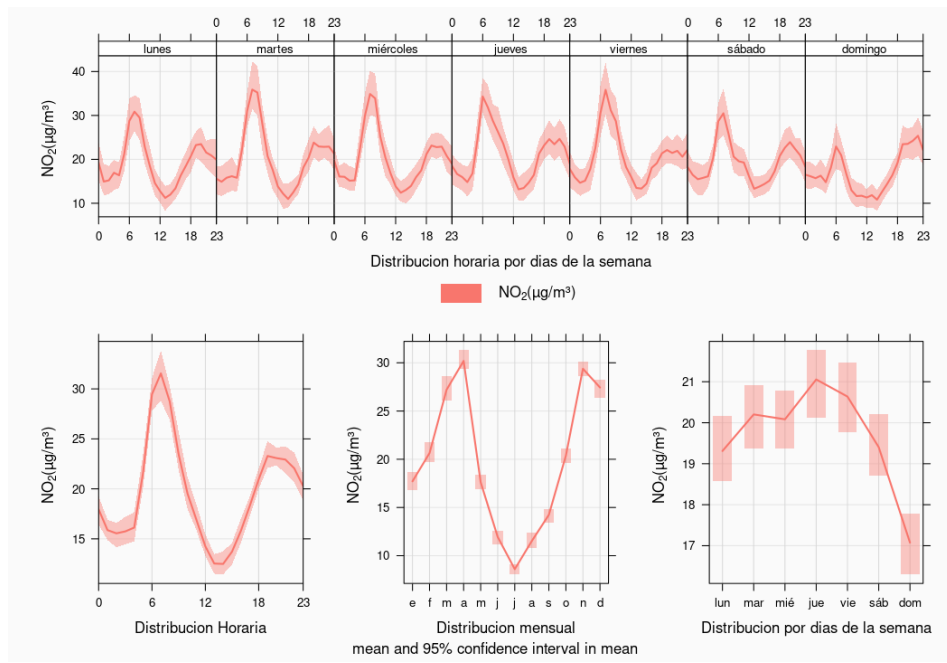 0 6 12 18 23 0 6 12 18 23 0 6 12 18 23
lunes martes miércoles jueves viernes sábado domingo
40
30
20
10
NO2(µg/m³)
0 6 12 18 23 0 6 12 18 23 0 6 12 18 23 0 6 12 18 23
Distribucion horaria por dias de la semana
NO2(µg/m³)
30
25
20
15
NO2(µg/m³)
0 6 12 18 23
Distribucion Horaria
30
25
20
15
10
NO2(µg/m³)
e f m a m j j a s o n d
Distribucion mensual
21
20
19
18
17
NO2(µg/m³)
lun mar mié jue vie sáb dom
Distribucion por dias de la semana
mean and 95% confidence interval in mean